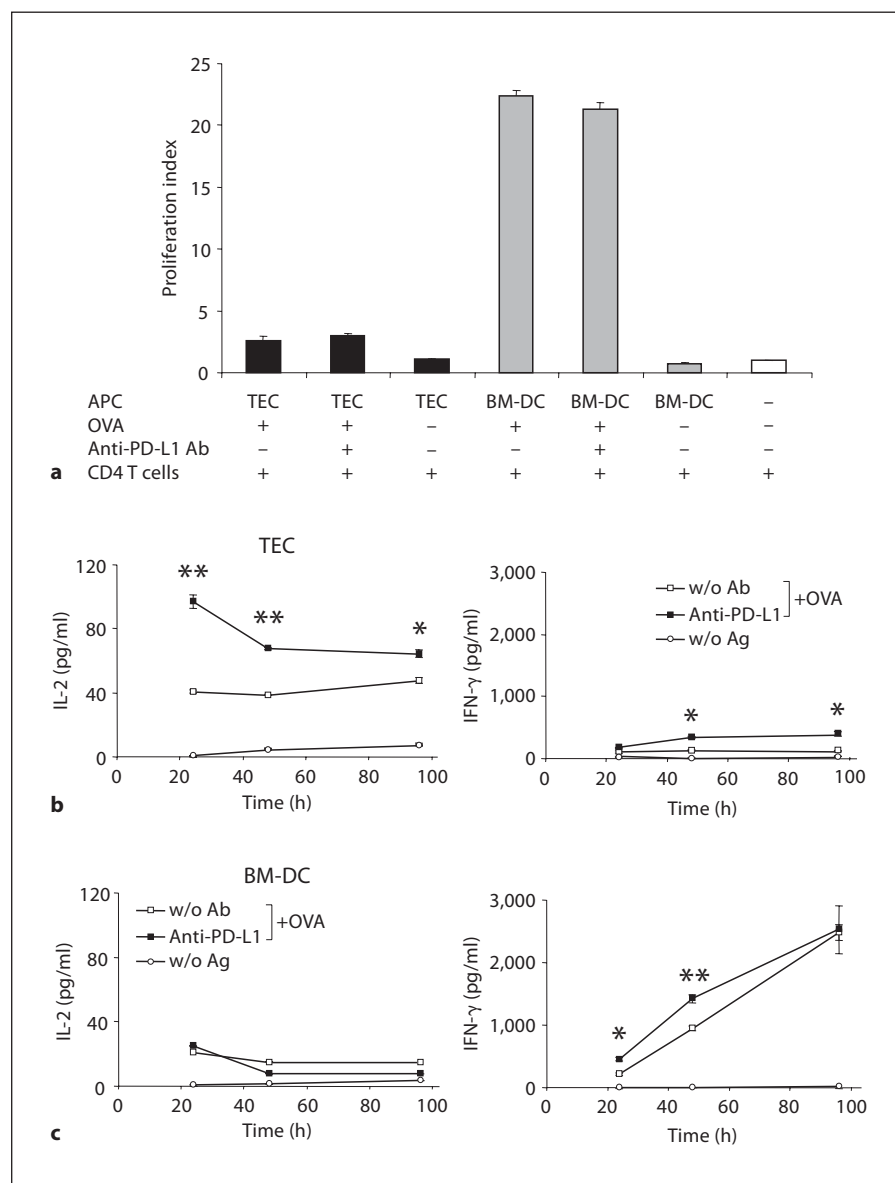 25
20
15
10
5
0
Proliferation index
APC TEC TEC TEC BM-DC BM-DC BM-DC –
OVA + + – + + – –
Anti-PD-L1 Ab – + – – + – –
a CD4 T cells + + + + + + +
TEC
120
80
40
0
IL-2 (pg/ml)
** ** *
0 20 40 60 80 100
Time (h)
b
3,000
2,000
1,000
0
IFN-γ (pg/ml)
w/o Ab
Anti-PD-L1
+OVA
w/o Ag
* *
0 20 40 60 80 100
Time (h)
BM-DC
120
80
40
0
IL-2 (pg/ml)
w/o Ab
Anti-PD-L1
+OVA
w/o Ag
0 20 40 60 80 100
Time (h)
c
3,000
2,000
1,000
0
IFN-γ (pg/ml)
* **
0 20 40 60 80 100
Time (h)